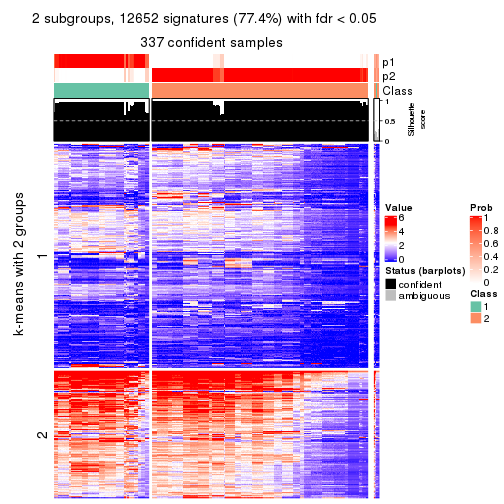 2 subgroups, 12652 signatures (77.4%) with fdr < 0.05
337 confident samples
p1
p2
Class
1
0.5
0
Silhouette
score
k-means with 2 groups
1
2
Value
6
4
2
0
Status (barplots)
confident
ambiguous
Prob
1
0.8
0.6
0.4
0.2
0
Class
1
2